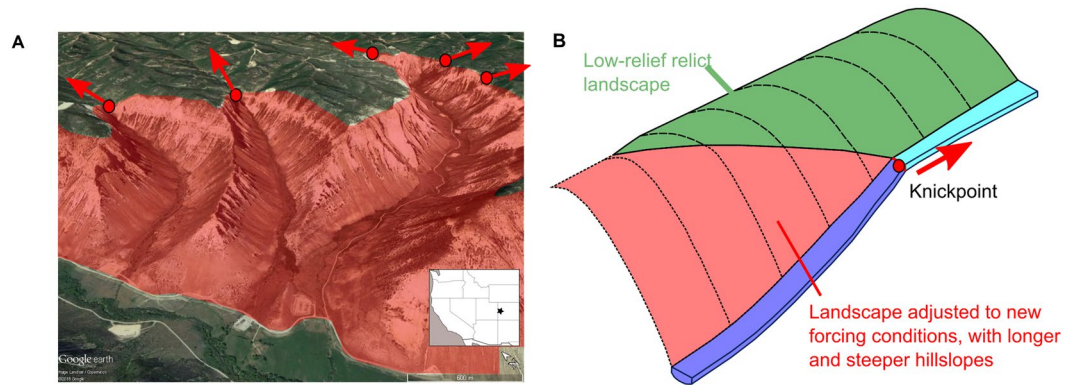 A
B
Low-relief relict
landscape
Knickpoint
Landscape adjusted to new
forcing conditions, with longer
and steeper hillslopes
Google earth
600 m